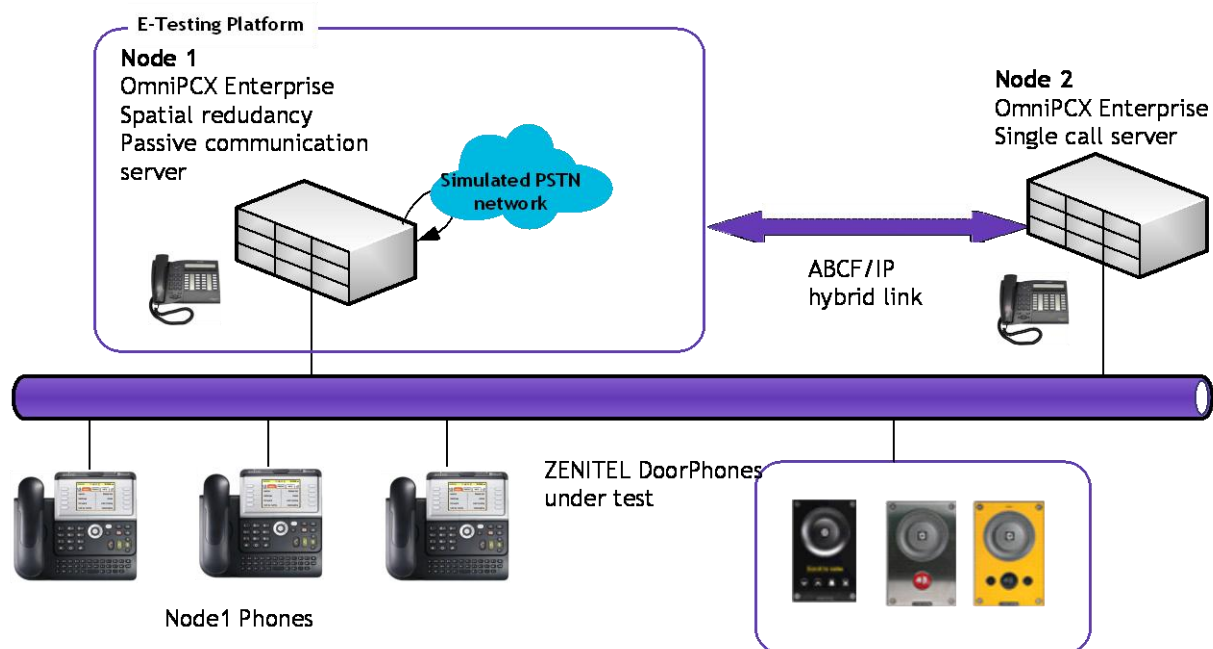 E-Testing Platform
Node 1
OmniPCX Enterprise
Spatial redudancy
Passive communication
server
Simulated PSTN
network
Node 2
OmniPCX Enterprise
Single call server
ABCF/IP
hybrid link
ZENITEL DoorPhones
under test
Node1 Phones